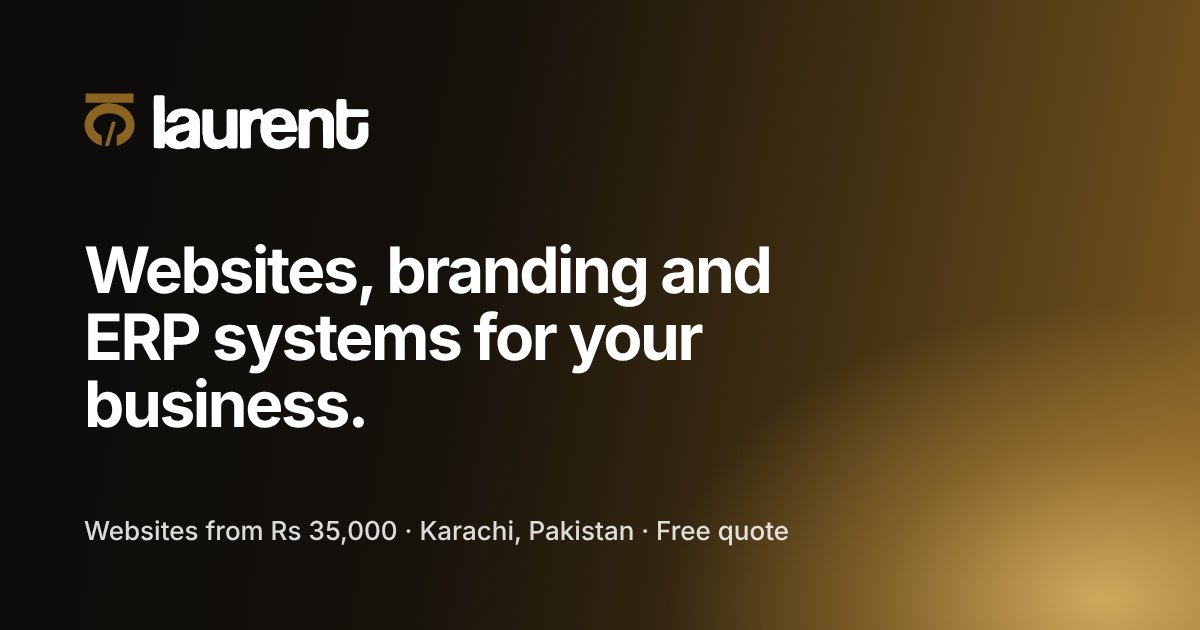 laurent
Websites, branding and
ERP systems for your
business.
Websites from Rs 35,000 · Karachi, Pakistan · Free quote